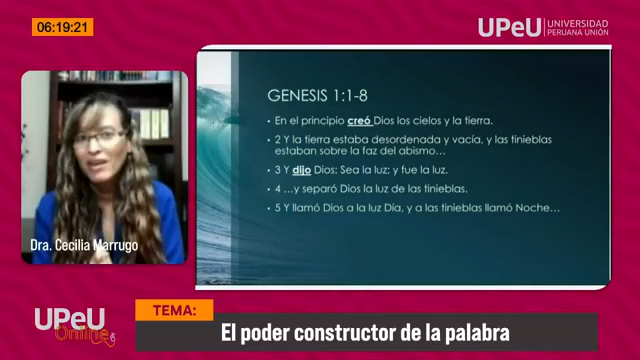 06:19:21
UPeU UNIVERSIDAD
PERUANA UNIÓN
GENESIS 1:1-8
• En el principio creó Dios los cielos y la tierra.
• 2 Y la tierra estaba desordenada y vacía, y las tinieblas
estaban sobre la faz del abismo…
• 3 Y dijo Dios: Sea la luz; y fue la luz.
• 4 …y separó Dios la luz de las tinieblas.
• 5 Y llamó Dios a la luz Día, y a las tinieblas llamó Noche…
Dra. Cecilia Marrugo
UPeU
Online
TEMA:
El poder constructor de la palabra